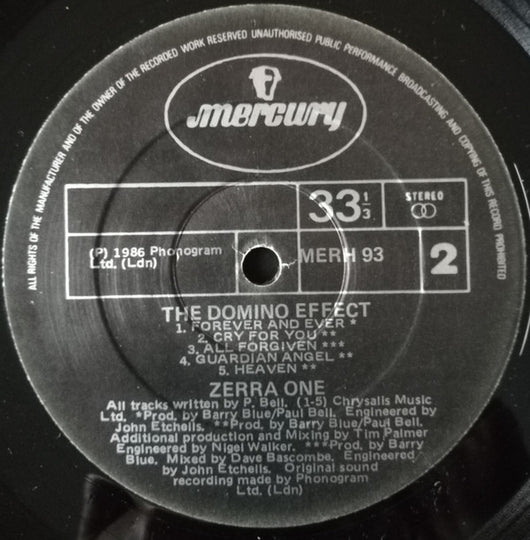 ALL RIGHTS OF THE MANUFACTURER AND OF THE OWNER OF THE RECORDED WORK RESERVED UNAUTHORISED PUBLIC PERFORMANCE BROADCASTING AND COPYING OF THIS RECORD PROHIBITED
mercury
33 1/3
STEREO
(P) 1986 Phonogram
Ltd. (Ldn)
MERH 93
2
THE DOMINO EFFECT
1. FOREVER AND EVER *
2. CRY FOR YOU **
3. ALL FORGIVEN ***
4. GUARDIAN ANGEL **
5. HEAVEN **
ZERRA ONE
All tracks written by P. Bell. (1-5) Chrysalis Music
Ltd. *Prod. by Barry Blue/Paul Bell. Engineered by
John Etchells. **Prod. by Barry Blue/Paul Bell.
Additional production and Mixing by Tim Palmer
Engineered by Nigel Walker. ***Prod. by Barry
Blue. Mixed by Dave Bascombe. Engineered
by John Etchells. Original sound
recording made by Phonogram
Ltd. (Ldn)